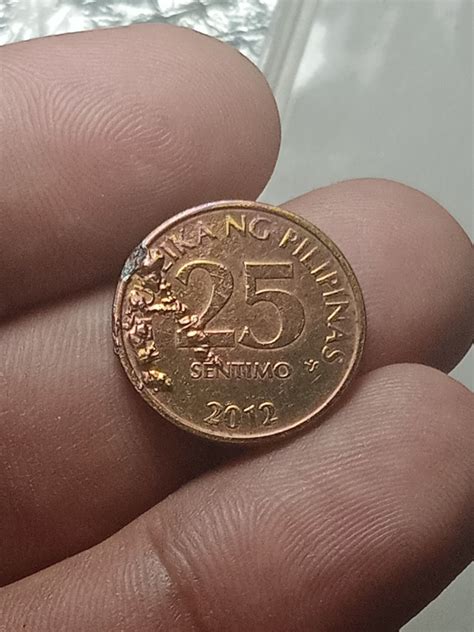 IKA NG PILIPINAS
25
SENTIMO
2012